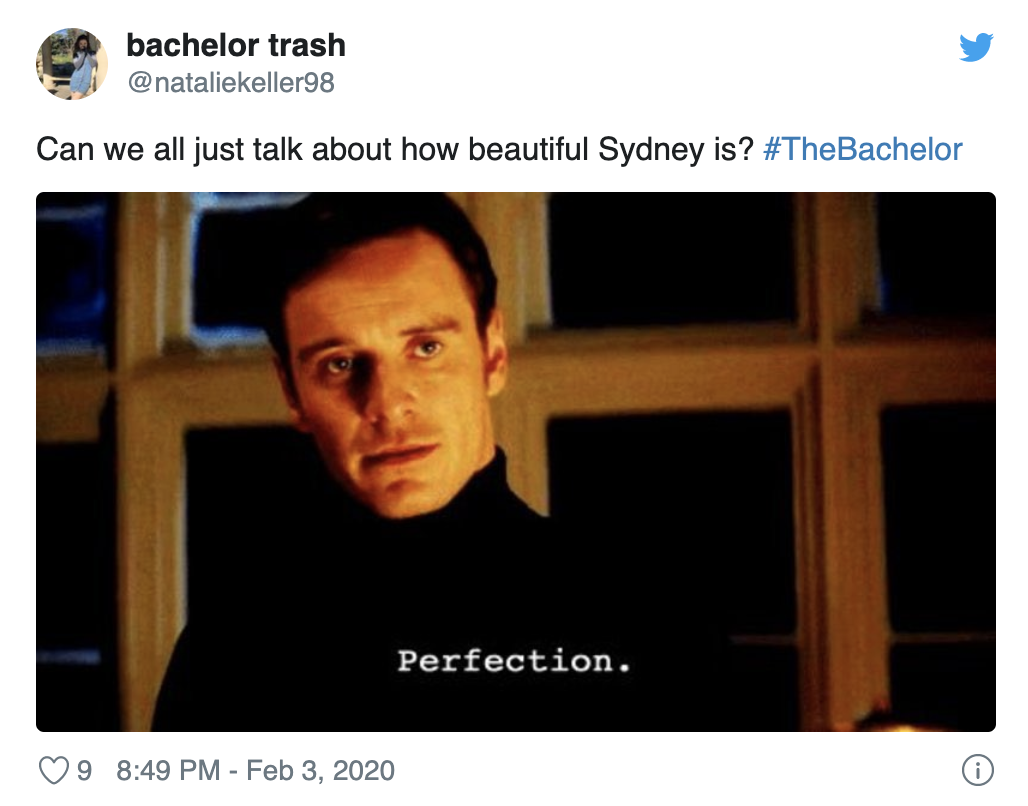 bachelor trash
@nataliekeller98
Can we all just talk about how beautiful Sydney is? #TheBachelor
Perfection.
9 8:49 PM - Feb 3, 2020